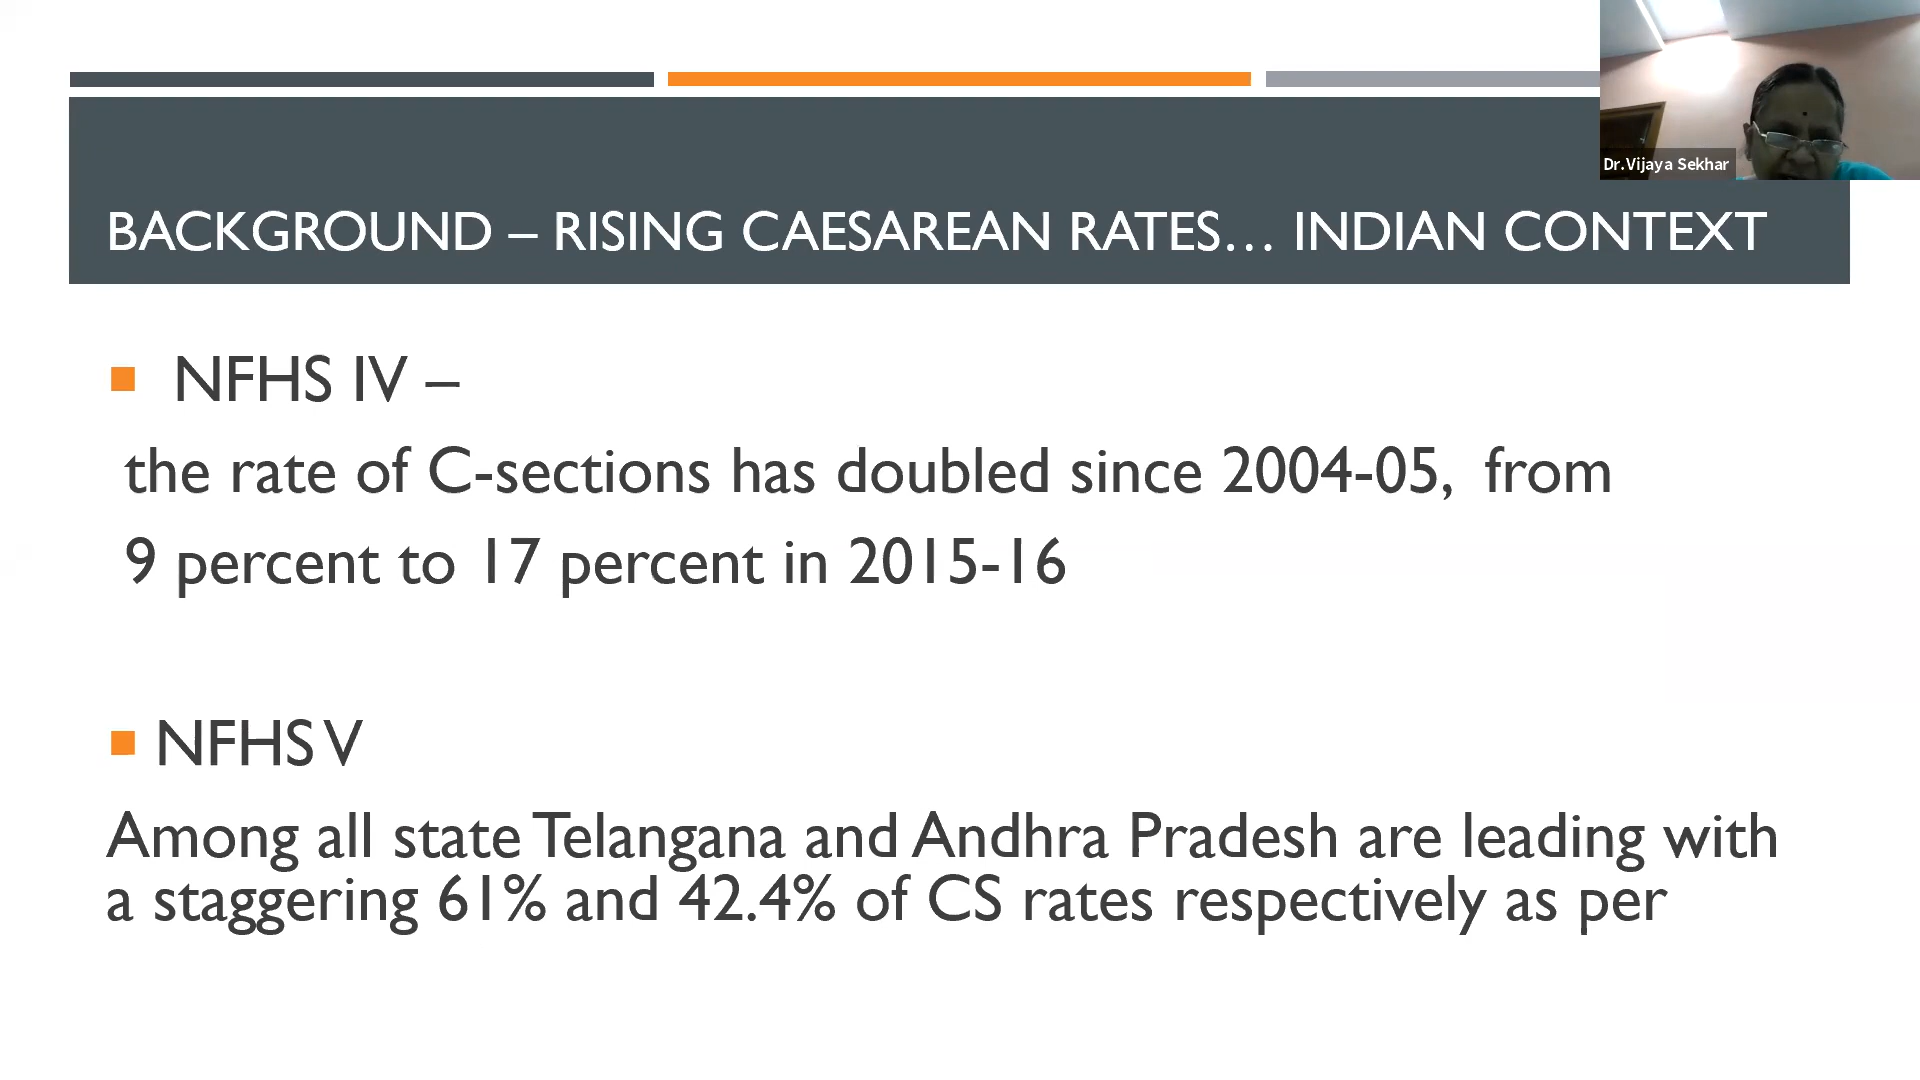 Dr.Vijaya Sekhar
BACKGROUND – RISING CAESAREAN RATES… INDIAN CONTEXT
NFHS IV –
the rate of C-sections has doubled since 2004-05, from
9 percent to 17 percent in 2015-16
NFHS V
Among all state Telangana and Andhra Pradesh are leading with
a staggering 61% and 42.4% of CS rates respectively as per